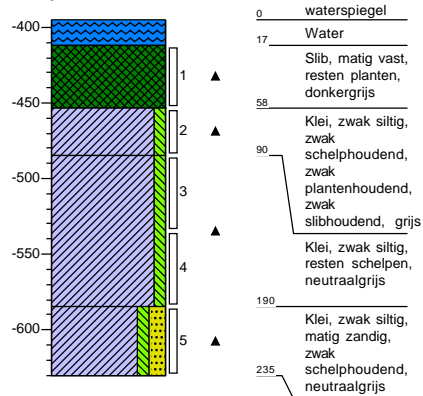 -400
-450
-500
-550
-600
1
2
3
4
5
0
waterspiegel
17
Water
Slib, matig vast,
resten planten,
donkergrijs
58
Klei, zwak siltig,
zwak
schelphoudend,
zwak
plantenhoudend,
zwak
slibhoudend, grijs
90
Klei, zwak siltig,
resten schelpen,
neutraalgrijs
190
Klei, zwak siltig,
matig zandig,
zwak
schelphoudend,
neutraalgrijs
235